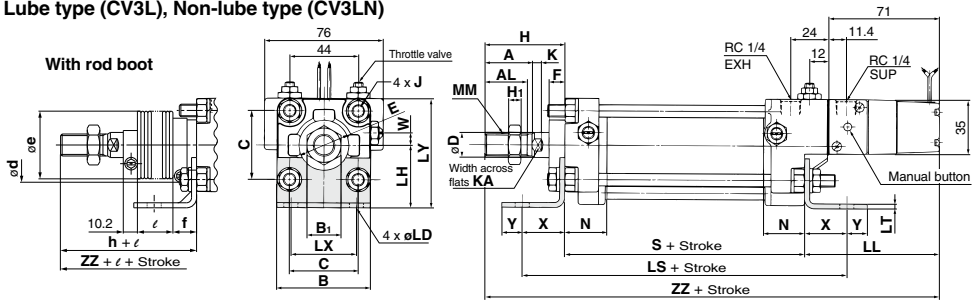 Lube type (CV3L), Non-lube type (CV3LN)
With rod boot
øe
ød
10.2
ℓ
f
h + ℓ
ZZ + ℓ + Stroke
76
44
Throttle valve
4 x J
E
W
C
LH
LY
B1
4 x øLD
LX
C
B
H
A
K
AL
F
H1
MM
øD
Width across
flats KA
71
24
11.4
12
RC 1/4
EXH
RC 1/4
SUP
35
Manual button
Y
X
N
N
X
Y
LT
S + Stroke
LL
LS + Stroke
ZZ + Stroke